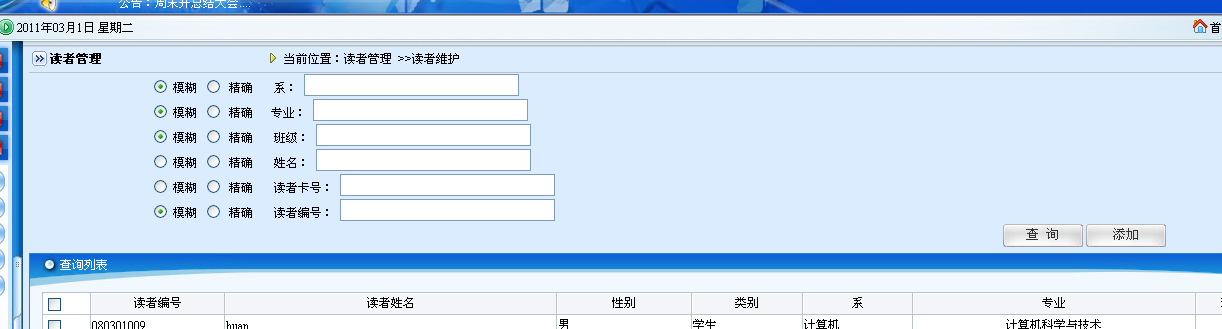 公告：周末开总结大会....
2011年03月1日 星期二 首
读者管理 当前位置：读者管理 >>读者维护
模糊 精确 系：
模糊 精确 专业：
模糊 精确 班级：
模糊 精确 姓名：
模糊 精确 读者卡号：
模糊 精确 读者编号：
查 询 添加
查询列表
读者编号 读者姓名 性别 类别 系 专业
080301009 huan 男 学生 计算机 计算机科学与技术